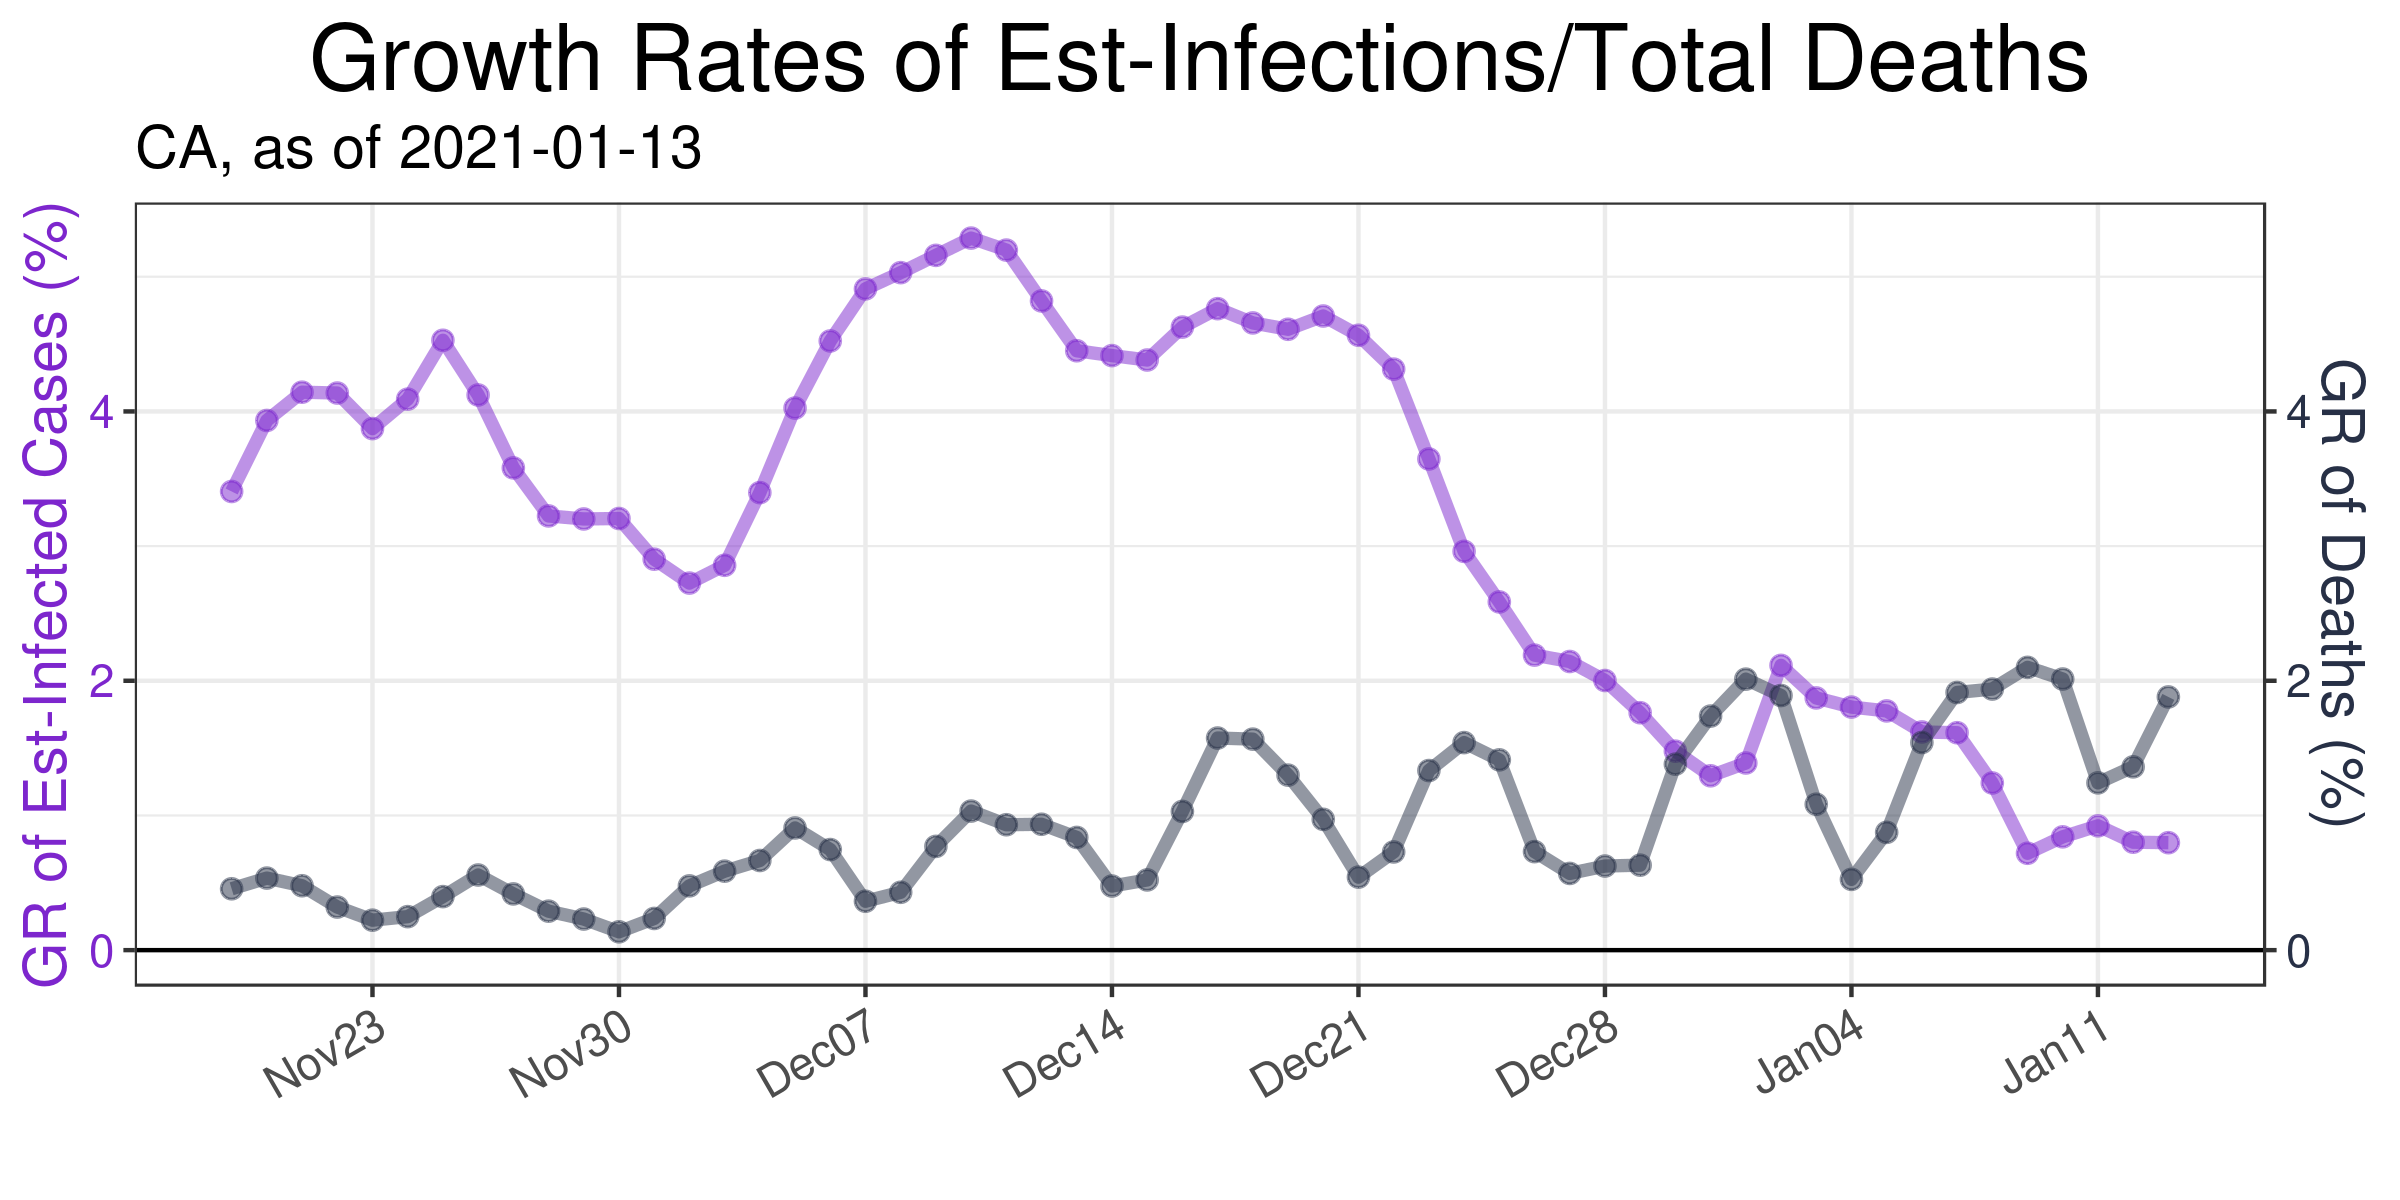 Growth Rates of Est-Infections/Total Deaths
CA, as of 2021-01-13
GR of Est-Infected Cases (%)
4
2
0
4
2
0
GR of Deaths (%)
Nov23
Nov30
Dec07
Dec14
Dec21
Dec28
Jan04
Jan11